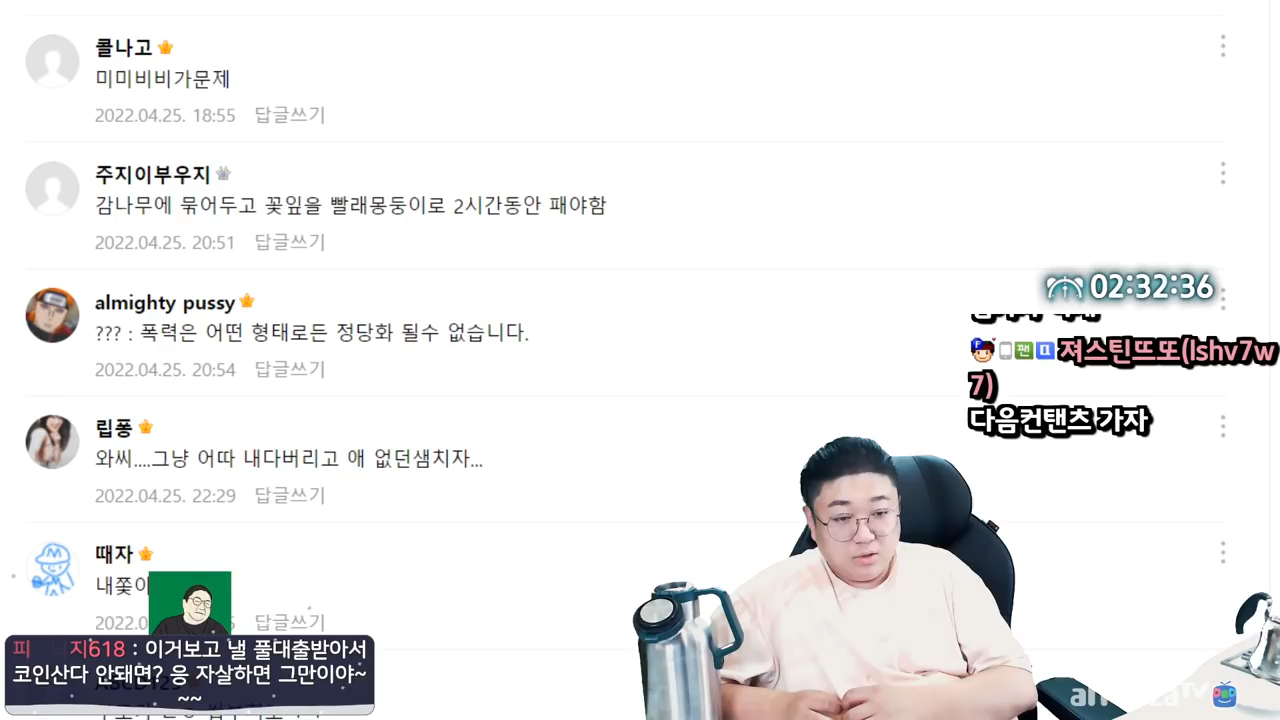 콜나고
미미비비가문제
2022.04.25. 18:55 답글쓰기
주지이부우지
감나무에 묶어두고 꽃잎을 빨래몽둥이로 2시간동안 패야함
2022.04.25. 20:51 답글쓰기
almighty pussy
??? : 폭력은 어떤 형태로든 정당화 될수 없습니다.
2022.04.25. 20:54 답글쓰기
립퐁
와씨....그냥 어따 내다버리고 애 없던샘치자...
2022.04.25. 22:29 답글쓰기
때자
내쫓이
답글쓰기
02:32:36
팬
져스틴뜨또(lshv7w
7)
다음컨탠츠 가자
지618 : 이거보고 낼 풀대출받아서
코인산다 안돼면? 응 자살하면 그만이야~
~~